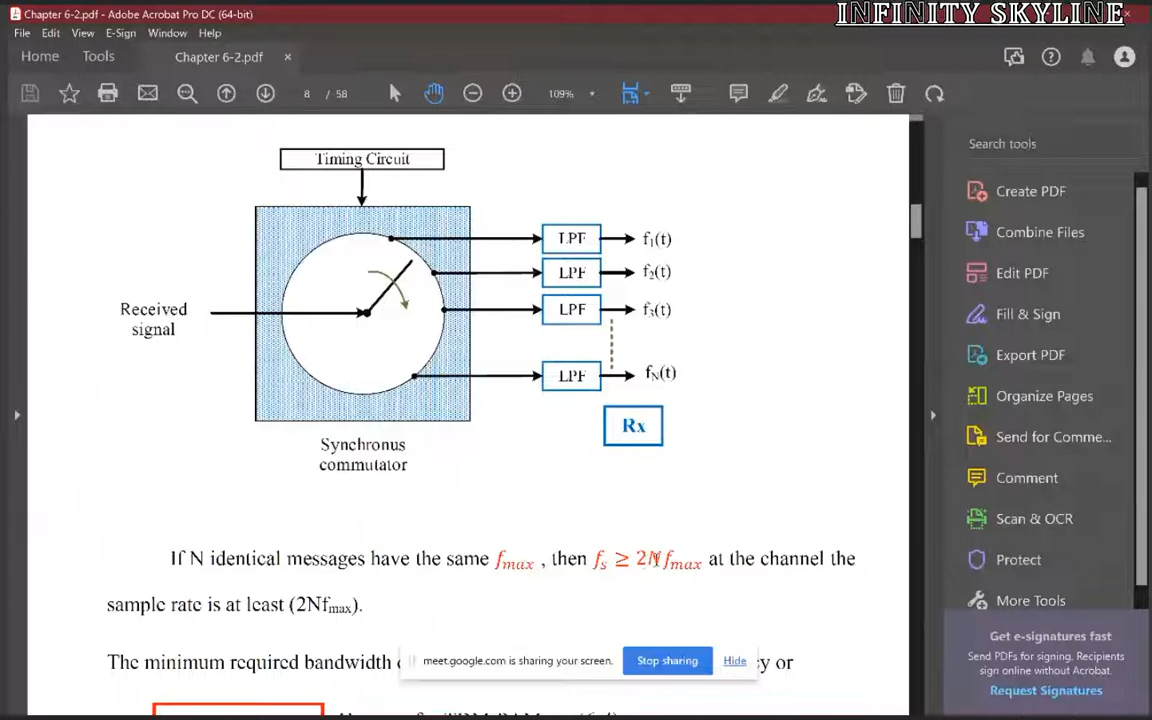 Chapter 6-2.pdf - Adobe Acrobat Pro DC (64-bit)
INFINITY SKYLINE
File Edit View E-Sign Window Help
Home Tools Chapter 6-2.pdf ×
8 / 58 109%
Search tools
Create PDF
Combine Files
Edit PDF
Fill & Sign
Export PDF
Organize Pages
Send for Comme...
Comment
Scan & OCR
Protect
More Tools
Get e-signatures fast
Send PDFs for signing. Recipients
sign online without Acrobat.
Request Signatures
Timing Circuit
LPF f₁(t)
LPF f₂(t)
Received
signal
LPF f₃(t)
LPF fN(t)
Rx
Synchronus
commutator
If N identical messages have the same fmax , then fs ≥ 2Nfmax at the channel the
sample rate is at least (2Nfmax).
The minimum required bandwidth
or
meet.google.com is sharing your screen. Stop sharing Hide